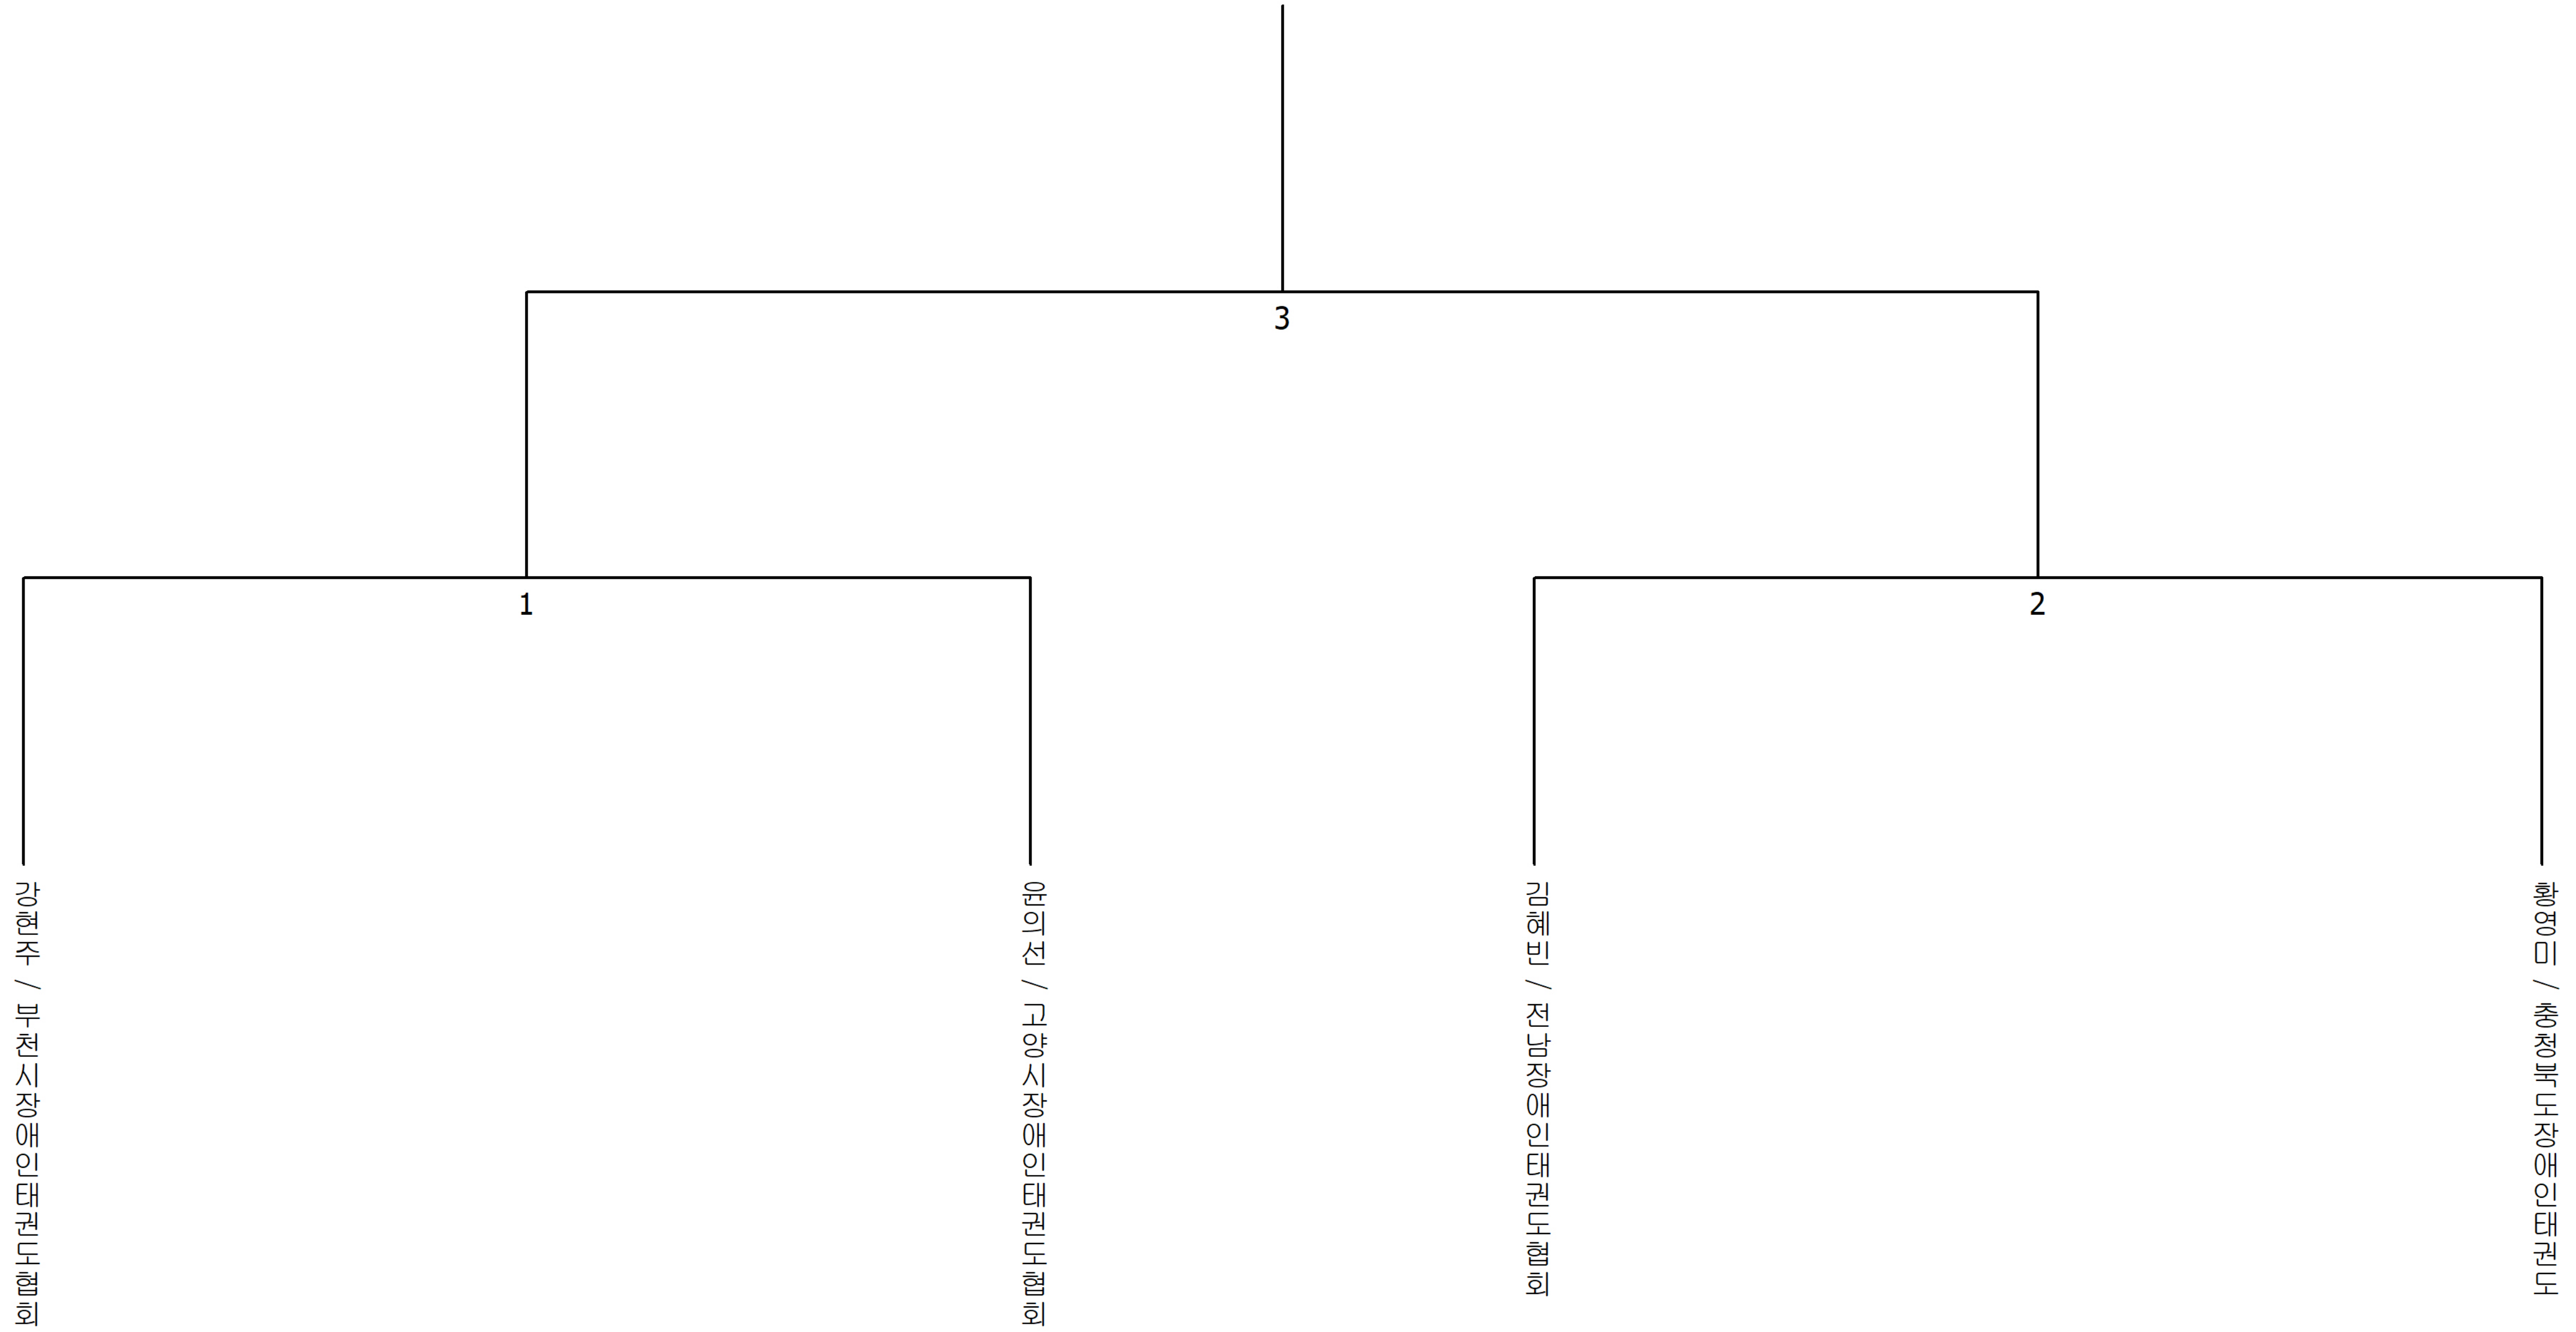 3
1
2
강현주 / 부천시장애인태권도협회
윤의선 / 고양시장애인태권도협회
김혜빈 / 전남장애인태권도협회
황영미 / 충청북도장애인태권도